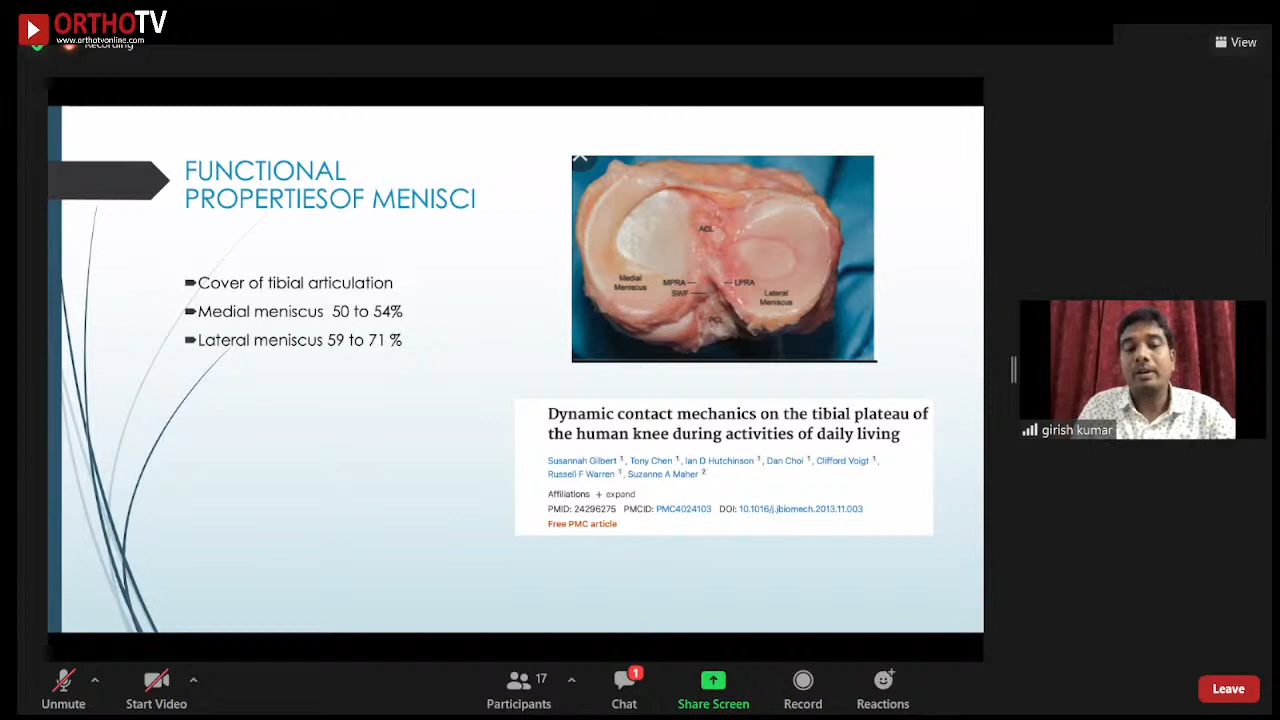 ORTHOTV
www.orthotvonline.com
Recording
View
FUNCTIONAL
PROPERTIESOF MENISCI
Cover of tibial articulation
Medial meniscus 50 to 54%
Lateral meniscus 59 to 71 %
ACL
Medial
Meniscus
MPRA
LPRA
SWF
Lateral
Meniscus
PCL
Dynamic contact mechanics on the tibial plateau of
the human knee during activities of daily living
Susannah Gilbert 1, Tony Chen 1, Ian D Hutchinson 1, Dan Choi 1, Clifford Voigt 1,
Russell F Warren 1, Suzanne A Maher 2
Affiliations + expand
PMID: 24296275 PMCID: PMC4024103 DOI: 10.1016/j.jbiomech.2013.11.003
Free PMC article
girish kumar
Unmute
Start Video
17
Participants
1
Chat
Share Screen
Record
Reactions
Leave